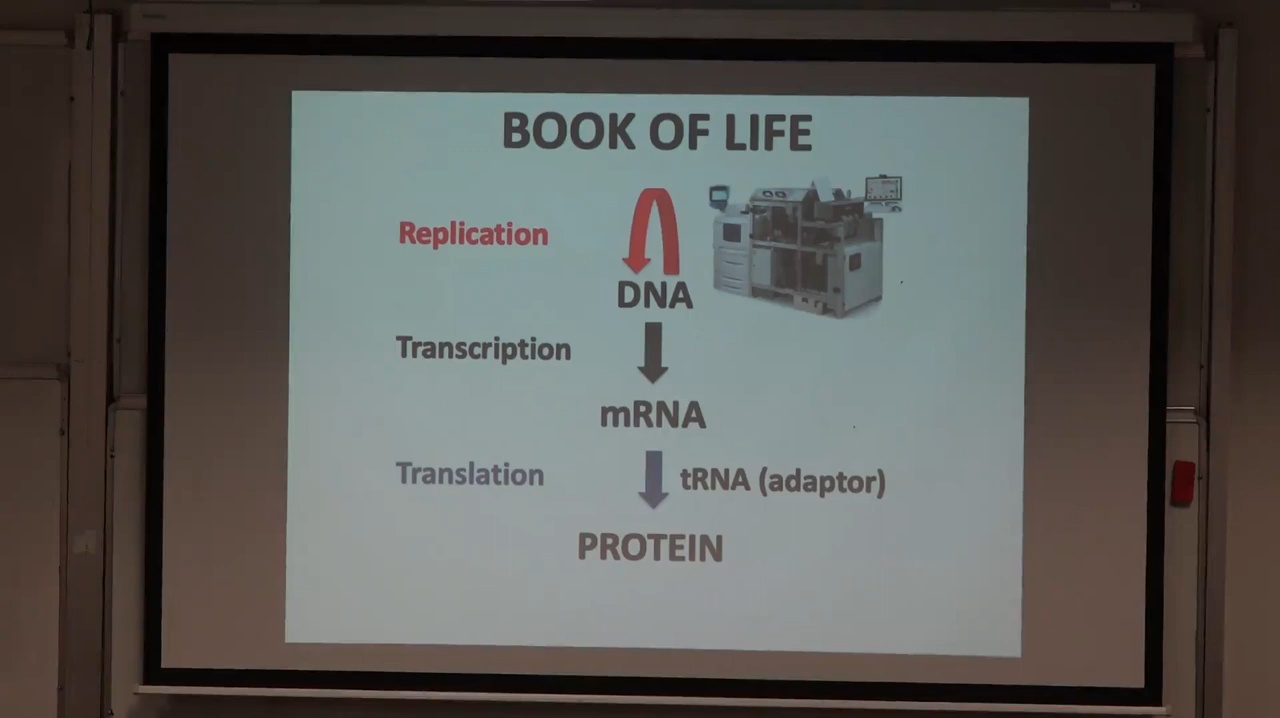 BOOK OF LIFE
Replication
DNA
Transcription
mRNA
Translation
tRNA (adaptor)
PROTEIN